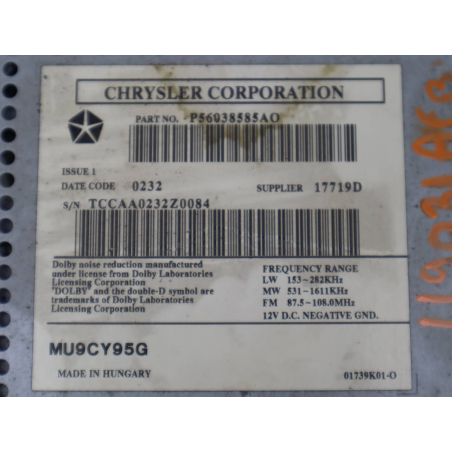 CHRYSLER CORPORATION
PART NO. P56038585AO
ISSUE 1
DATE CODE 0232 SUPPLIER 17719D
S/N TCCAA0232Z0084
Dolby noise reduction manufactured
under license from Dolby Laboratories
Licensing Corporation
"DOLBY" and the double-D symbol are
trademarks of Dolby Laboratories
Licensing Corporation
FREQUENCY RANGE
LW 153~282KHz
MW 531~1611KHz
FM 87.5~108.0MHz
12V D.C. NEGATIVE GND.
MU9CY95G
MADE IN HUNGARY 01739K01-O